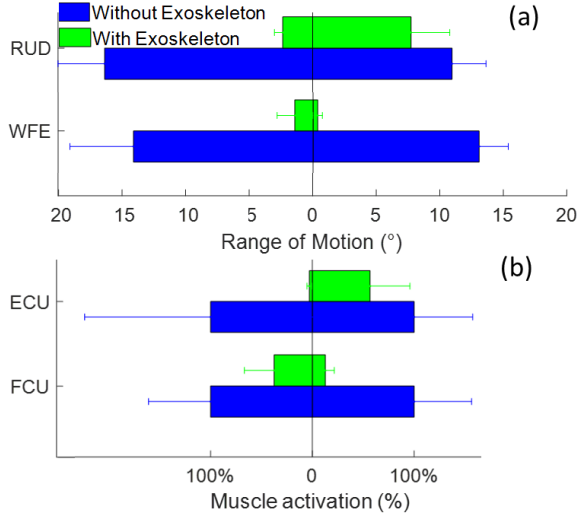 Without Exoskeleton
With Exoskeleton
(a)
RUD
WFE
20 15 10 5 0 5 10 15 20
Range of Motion (°)
(b)
ECU
FCU
100% 0 100%
Muscle activation (%)